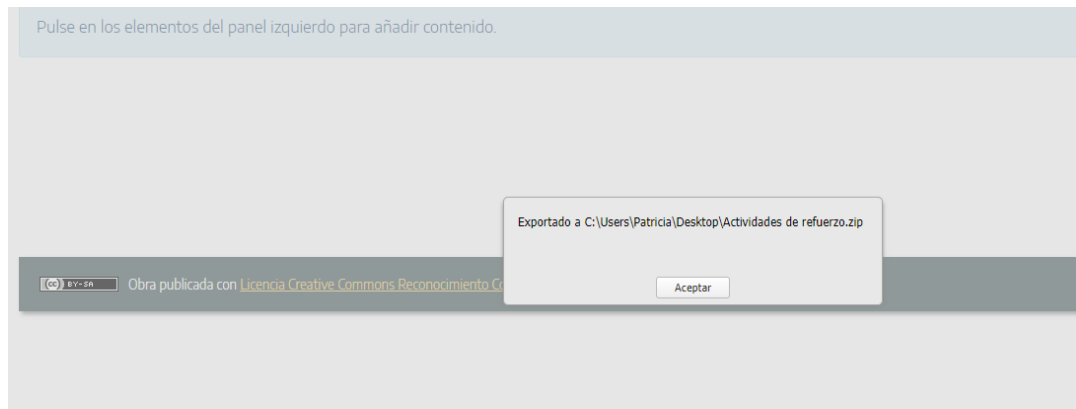 Pulse en los elementos del panel izquierdo para añadir contenido.
Exportado a C:\Users\Patricia\Desktop\Actividades de refuerzo.zip
(cc) BY-SA Obra publicada con Licencia Creative Commons Reconocimiento
Aceptar